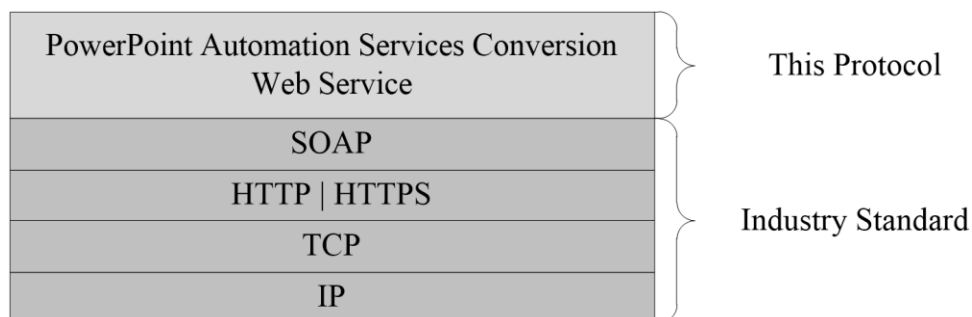 PowerPoint Automation Services Conversion
Web Service
This Protocol
SOAP
HTTP | HTTPS
TCP
IP
Industry Standard